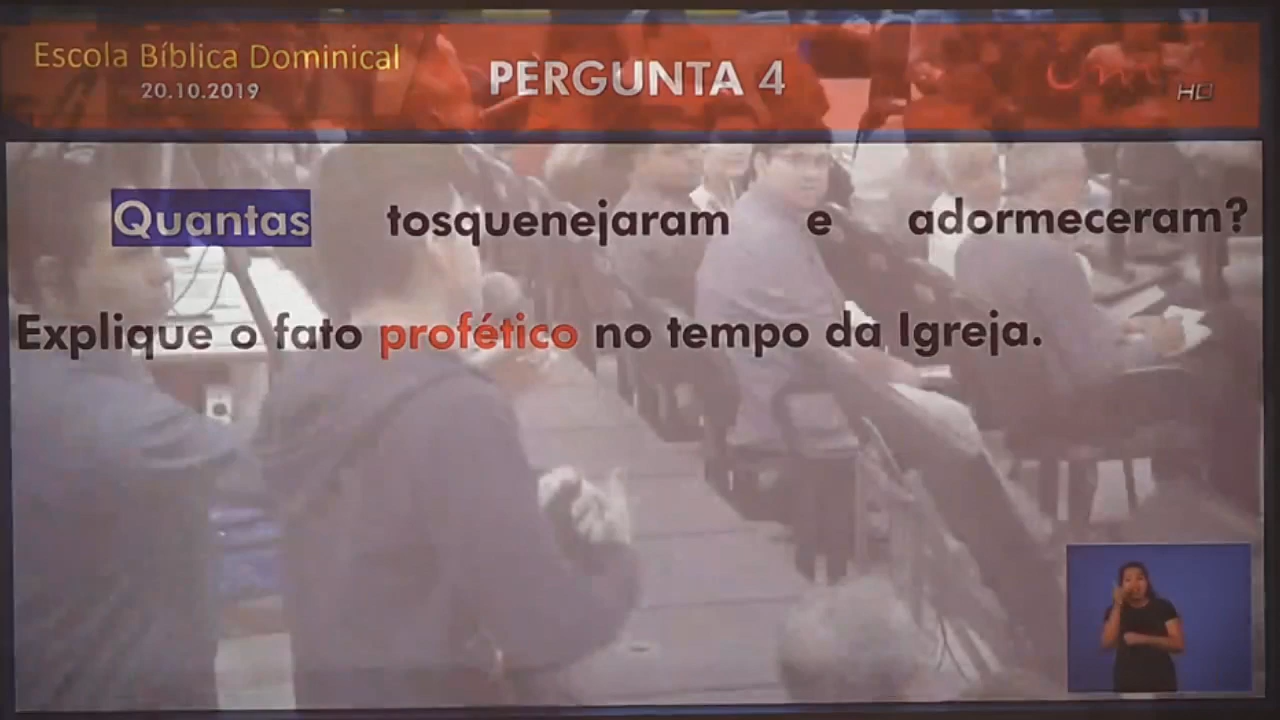 Escola Bíblica Dominical
20.10.2019
PERGUNTA 4
HD
Quantas tosquenejaram e adormeceram?
Explique o fato profético no tempo da Igreja.